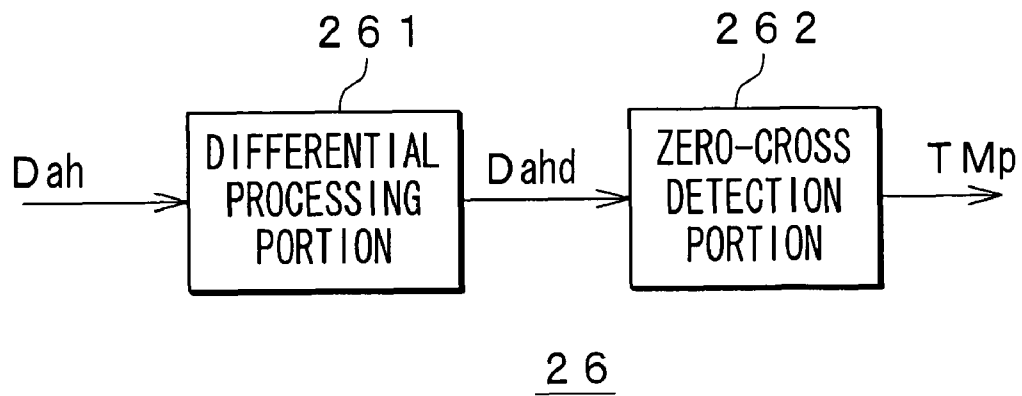 261
262
Dah
DIFFERENTIAL
PROCESSING
PORTION
Dahd
ZERO-CROSS
DETECTION
PORTION
TMp
26